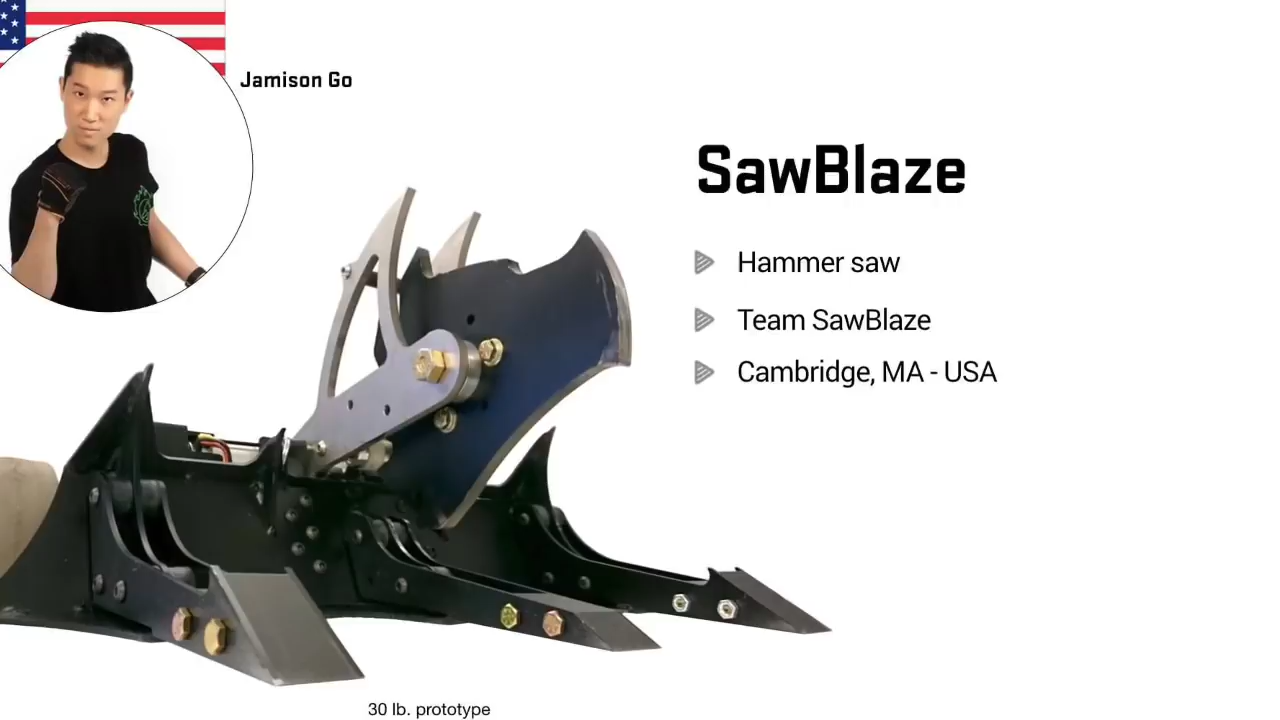 Jamison Go
SawBlaze
Hammer saw
Team SawBlaze
Cambridge, MA - USA
30 lb. prototype